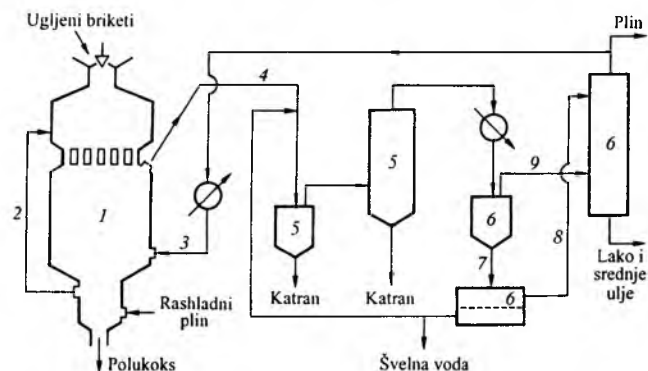 Ugljeni briketi
Plin
4
2
1
3
5
5
6
6
9
8
7
6
Rashladni
plin
Katran
Katran
Lako i
srednje
ulje
Polukoks
Švelna voda